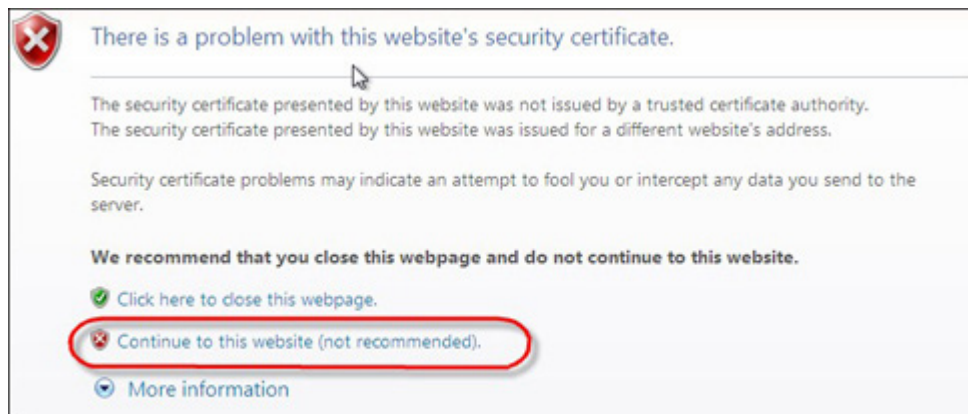 There is a problem with this website's security certificate.
The security certificate presented by this website was not issued by a trusted certificate authority.
The security certificate presented by this website was issued for a different website's address.
Security certificate problems may indicate an attempt to fool you or intercept any data you send to the
server.
We recommend that you close this webpage and do not continue to this website.
Click here to close this webpage.
Continue to this website (not recommended).
More information